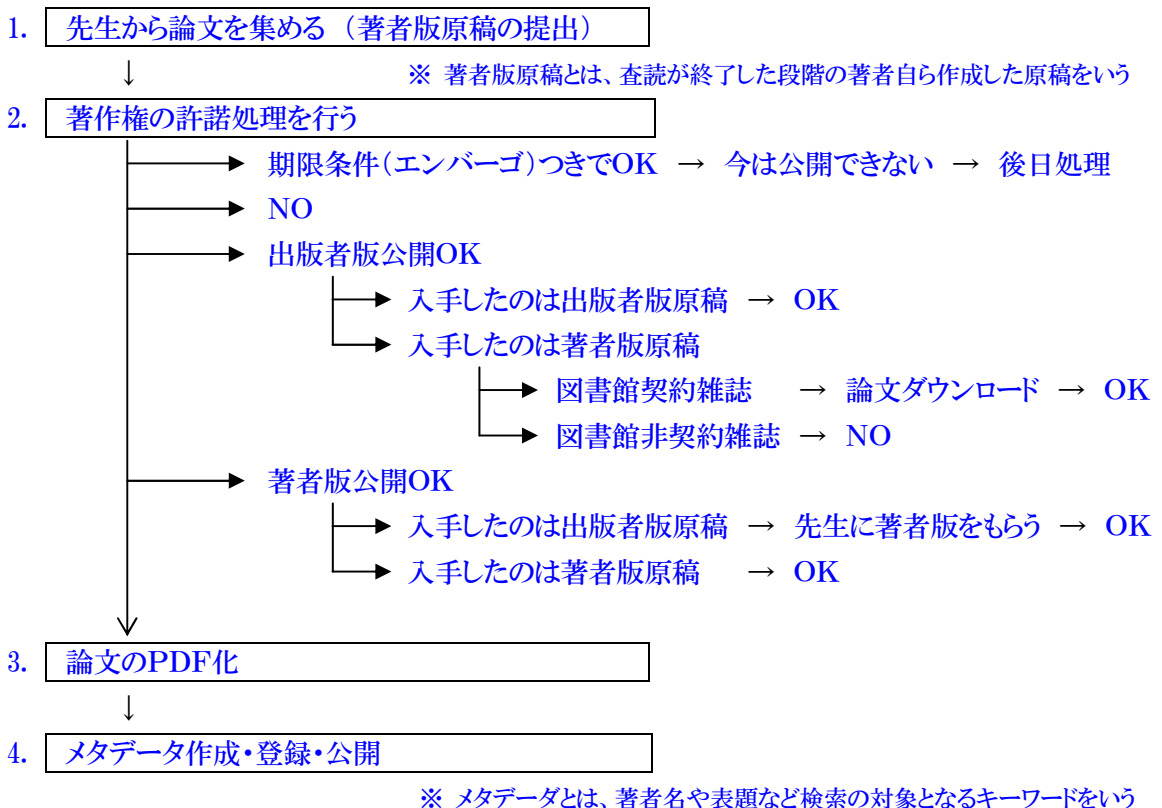 1. 先生から論文を集める (著者版原稿の提出)
↓ ※ 著者版原稿とは、査読が終了した段階の著者自ら作成した原稿をいう
2. 著作権の許諾処理を行う
期限条件(エンバーゴ)つきでOK → 今は公開できない → 後日処理
NO
出版者版公開OK
入手したのは出版者版原稿 → OK
入手したのは著者版原稿
図書館契約雑誌 → 論文ダウンロード → OK
図書館非契約雑誌 → NO
著者版公開OK
入手したのは出版者版原稿 → 先生に著者版をもらう → OK
入手したのは著者版原稿 → OK
3. 論文のPDF化
↓
4. メタデータ作成・登録・公開
※ メタデータとは、著者名や表題など検索の対象となるキーワードをいう